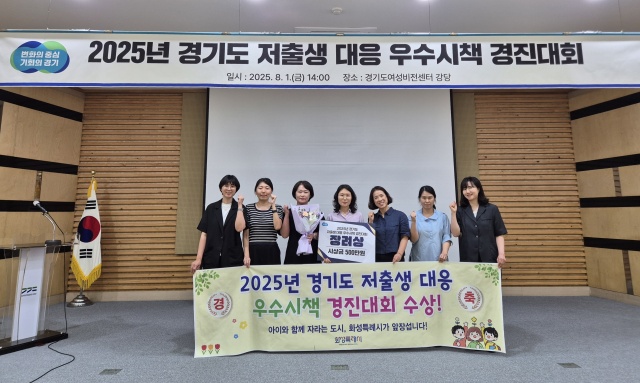 변화의 중심
기회의 경기
2025년 경기도 저출생 대응 우수시책 경진대회
일시 : 2025. 8. 1.(금) 14:00 장소 : 경기도여성비전센터 강당
장려상
시상금 500만원
2025년 경기도 저출생 대응
경 우수시책 경진대회 수상! 축
아이와 함께 자라는 도시, 화성특례시가 앞장섭니다!
화성특례시